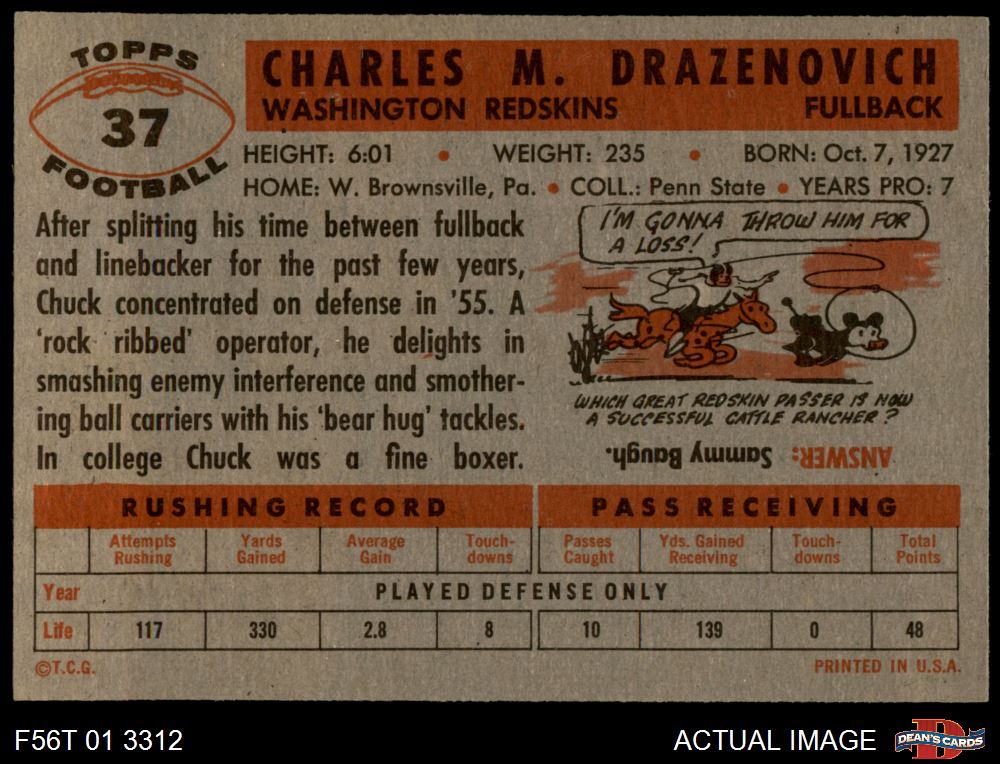 TOPPS
37
FOOTBALL
CHARLES M. DRAZENOVICH
WASHINGTON REDSKINS FULLBACK
HEIGHT: 6:01 • WEIGHT: 235 • BORN: Oct. 7, 1927
HOME: W. Brownsville, Pa. • COLL.: Penn State • YEARS PRO: 7
After splitting his time between fullback
and linebacker for the past few years,
Chuck concentrated on defense in '55. A
'rock ribbed' operator, he delights in
smashing enemy interference and smother-
ing ball carriers with his 'bear hug' tackles.
In college Chuck was a fine boxer.
I'M GONNA THROW HIM FOR
A LOSS!
WHICH GREAT REDSKIN PASSER IS NOW
A SUCCESSFUL CATTLE RANCHER?
ANSWER: Sammy Baugh.
RUSHING RECORD PASS RECEIVING
Attempts Rushing Yards Gained Average Gain Touch-downs Passes Caught Yds. Gained Receiving Touch-downs Total Points
Year PLAYED DEFENSE ONLY
Life 117 330 2.8 8 10 139 0 48
©T.C.G. PRINTED IN U.S.A.
F56T 01 3312 ACTUAL IMAGE DEAN'S CARDS